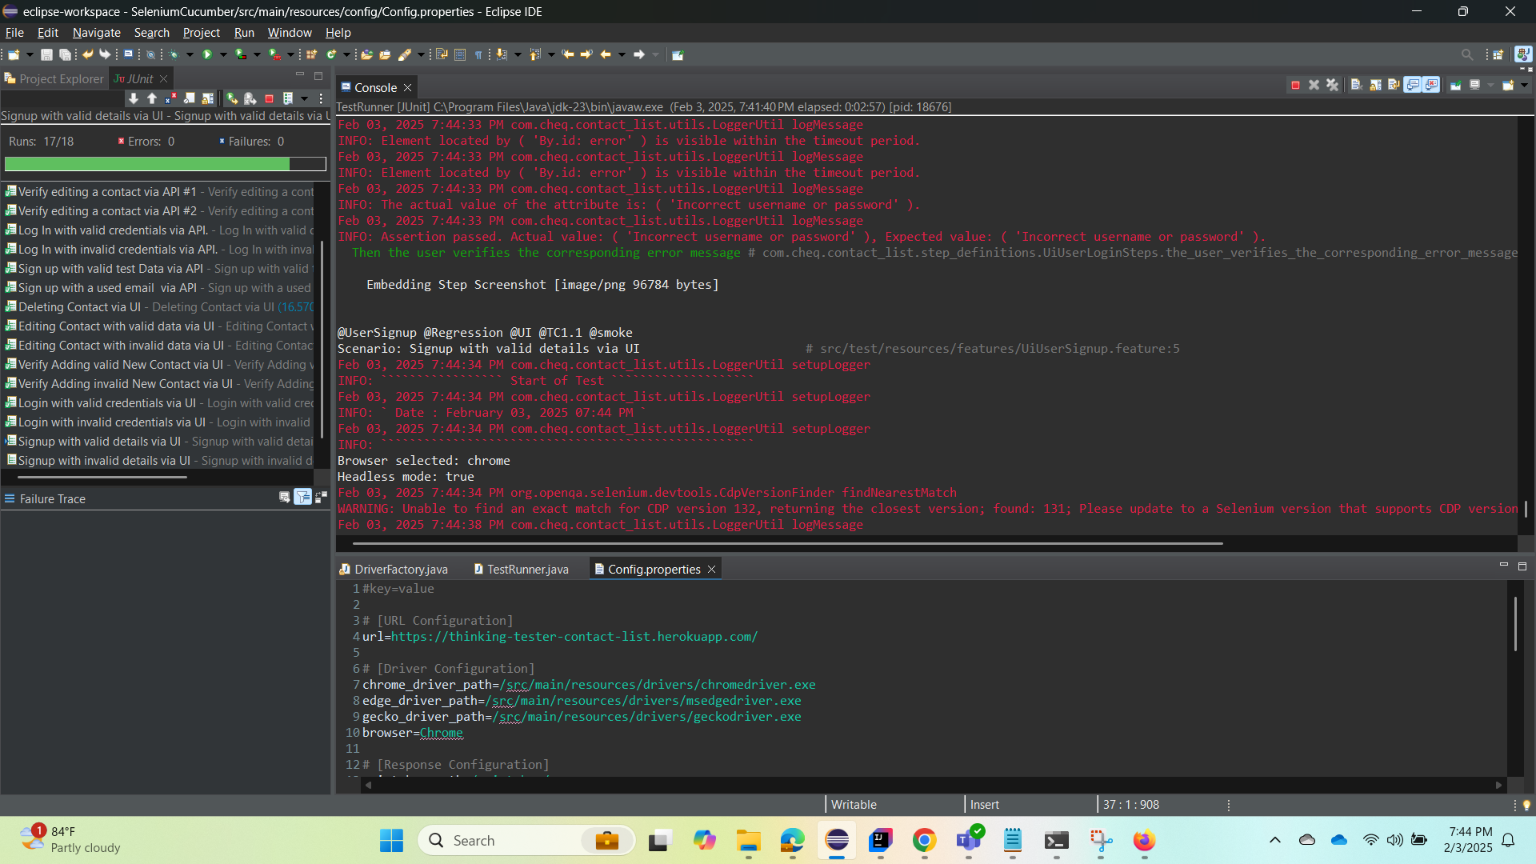 eclipse-workspace - SeleniumCucumber/src/main/resources/config/Config.properties - Eclipse IDE
File Edit Navigate Search Project Run Window Help
Project Explorer JUnit
Signup with valid details via UI - Signup with valid details via U
Runs: 17/18 Errors: 0 Failures: 0
Verify editing a contact via API #1 - Verify editing a cont
Verify editing a contact via API #2 - Verify editing a cont
Log In with valid credentials via API. - Log In with valid c
Log In with invalid credentials via API. - Log In with inva
Sign up with valid test Data via API - Sign up with valid
Sign up with a used email  via API - Sign up with a used
Deleting Contact via UI - Deleting Contact via UI (16.570
Editing Contact with valid data via UI - Editing Contact
Editing Contact with invalid data via UI - Editing Contac
Verify Adding valid New Contact via UI - Verify Adding v
Verify Adding invalid New Contact via UI - Verify Adding
Login with valid credentials via UI - Login with valid cred
Login with invalid credentials via UI - Login with invalid
Signup with valid details via UI - Signup with valid detai
Signup with invalid details via UI - Signup with invalid d
Failure Trace
Console
TestRunner [JUnit] C:\Program Files\Java\jdk-23\bin\javaw.exe (Feb 3, 2025, 7:41:40 PM elapsed: 0:02:57) [pid: 18676]
Feb 03, 2025 7:44:33 PM com.cheq.contact_list.utils.LoggerUtil logMessage
INFO: Element located by ( 'By.id: error' ) is visible within the timeout period.
Feb 03, 2025 7:44:33 PM com.cheq.contact_list.utils.LoggerUtil logMessage
INFO: Element located by ( 'By.id: error' ) is visible within the timeout period.
Feb 03, 2025 7:44:33 PM com.cheq.contact_list.utils.LoggerUtil logMessage
INFO: The actual value of the attribute is: ( 'Incorrect username or password' ).
Feb 03, 2025 7:44:33 PM com.cheq.contact_list.utils.LoggerUtil logMessage
INFO: Assertion passed. Actual value: ( 'Incorrect username or password' ), Expected value: ( 'Incorrect username or password' ).
Then the user verifies the corresponding error message # com.cheq.contact_list.step_definitions.UiUserLoginSteps.the_user_verifies_the_corresponding_error_message
Embedding Step Screenshot [image/png 96784 bytes]
@UserSignup @Regression @UI @TC1.1 @smoke
Scenario: Signup with valid details via UI # src/test/resources/features/UiUserSignup.feature:5
Feb 03, 2025 7:44:34 PM com.cheq.contact_list.utils.LoggerUtil setupLogger
INFO: ````````````````` Start of Test ````````````````````
Feb 03, 2025 7:44:34 PM com.cheq.contact_list.utils.LoggerUtil setupLogger
INFO: ` Date : February 03, 2025 07:44 PM `
Feb 03, 2025 7:44:34 PM com.cheq.contact_list.utils.LoggerUtil setupLogger
INFO: ````````````````````````````````````````````````````
Browser selected: chrome
Headless mode: true
Feb 03, 2025 7:44:34 PM org.openqa.selenium.devtools.CdpVersionFinder findNearestMatch
WARNING: Unable to find an exact match for CDP version 132, returning the closest version; found: 131; Please update to a Selenium version that supports CDP version
Feb 03, 2025 7:44:38 PM com.cheq.contact_list.utils.LoggerUtil logMessage
DriverFactory.java TestRunner.java Config.properties
1 #key=value
2
3 # [URL Configuration]
4 url=https://thinking-tester-contact-list.herokuapp.com/
5
6 # [Driver Configuration]
7 chrome_driver_path=/src/main/resources/drivers/chromedriver.exe
8 edge_driver_path=/src/main/resources/drivers/msedgedriver.exe
9 gecko_driver_path=/src/main/resources/drivers/geckodriver.exe
10 browser=Chrome
11
12 # [Response Configuration]
Writable Insert 37 : 1 : 908
1
84°F
Partly cloudy
Search
7:44 PM
2/3/2025